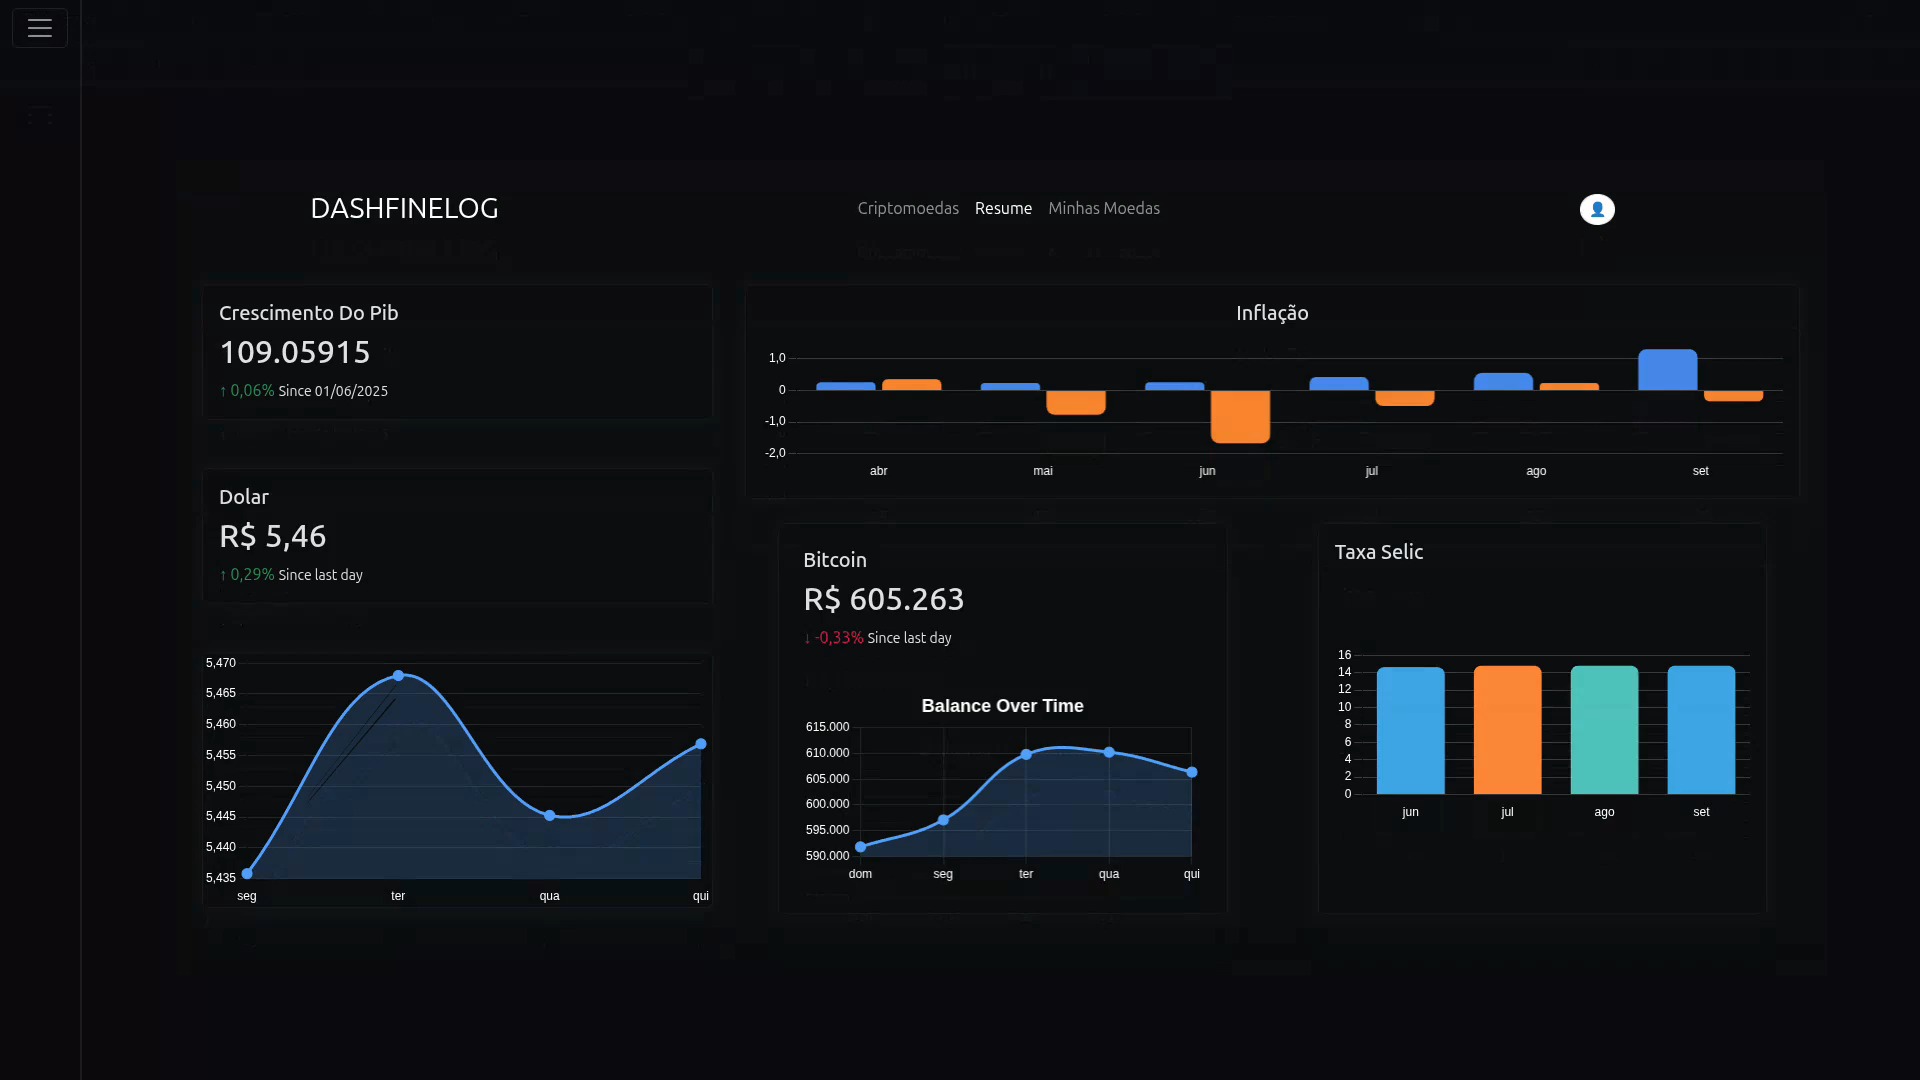 DASHFINELOG
Criptomoedas Resume Minhas Moedas
Crescimento Do Pib
109.05915
↑ 0,06% Since 01/06/2025
Dolar
R$ 5,46
↑ 0,29% Since last day
5,470
5,465
5,460
5,455
5,450
5,445
5,440
5,435
seg ter qua qui
Inflação
1,0
0
-1,0
-2,0
abr mai jun jul ago set
Bitcoin
R$ 605.263
↓ -0,33% Since last day
Balance Over Time
615.000
610.000
605.000
600.000
595.000
590.000
dom seg ter qua qui
Taxa Selic
16
14
12
10
8
6
4
2
0
jun jul ago set